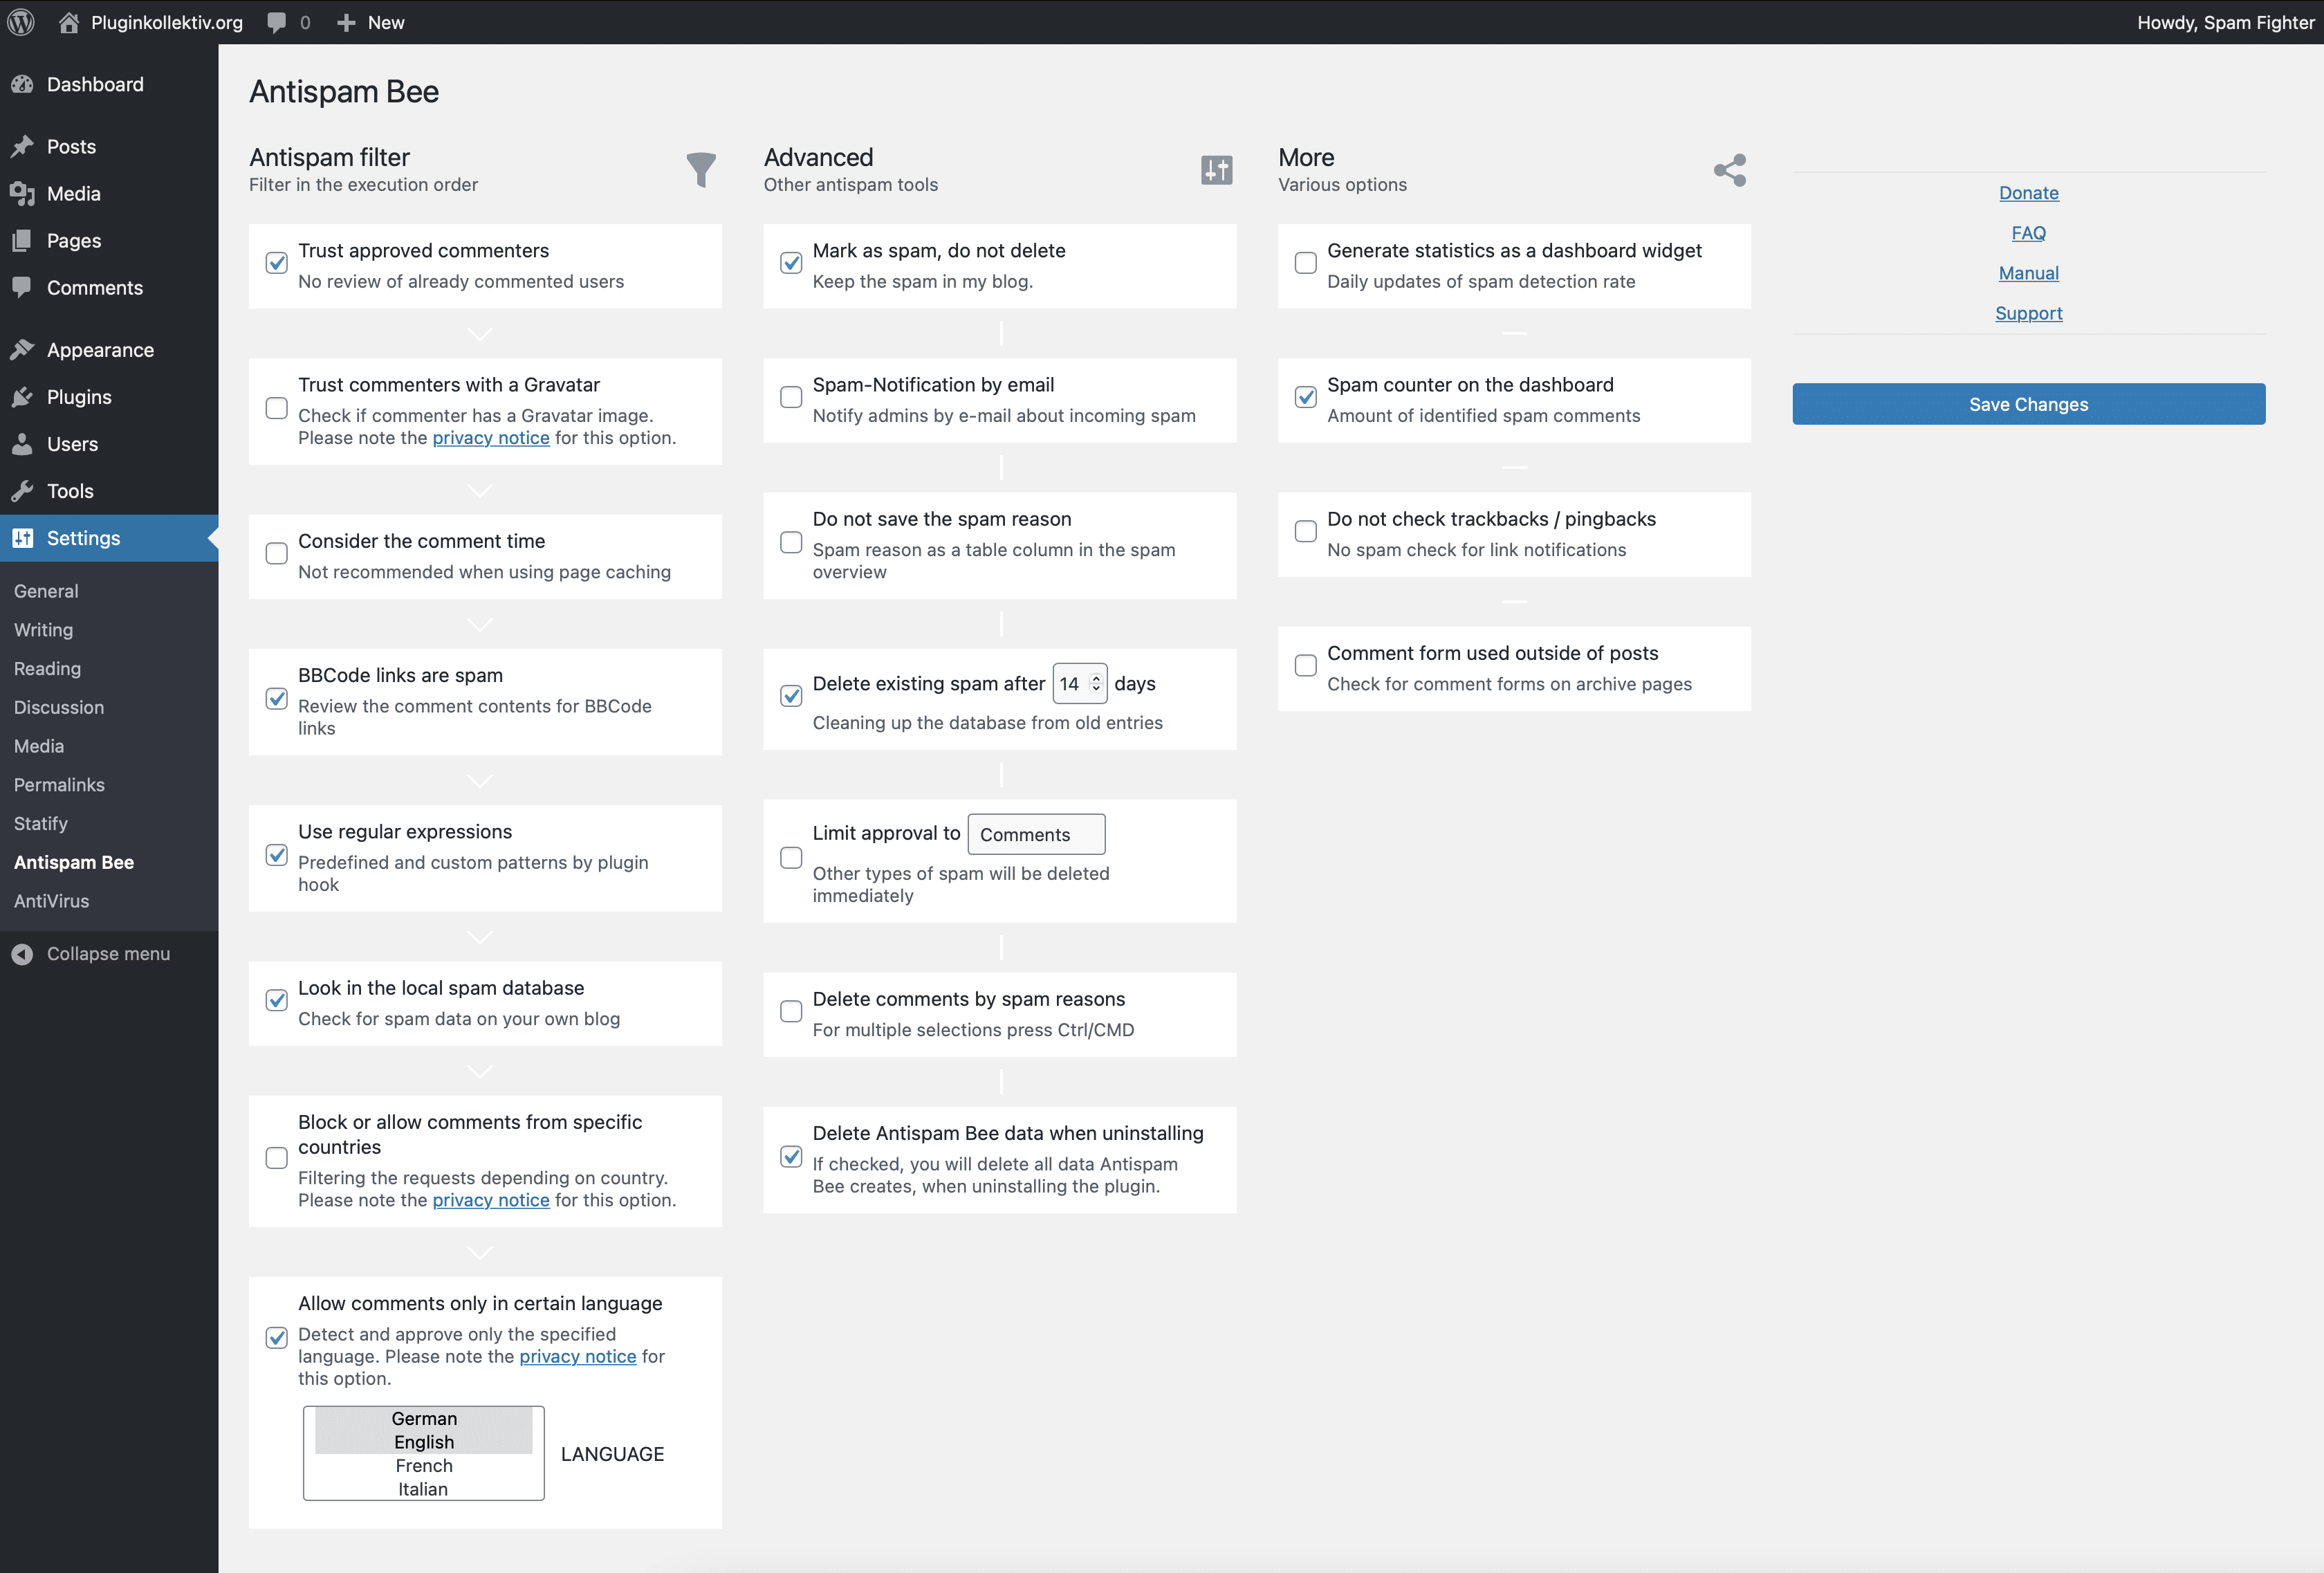 Pluginkollektiv.org
0
New
Howdy, Spam Fighter
Dashboard
Posts
Media
Pages
Comments
Appearance
Plugins
Users
Tools
Settings
General
Writing
Reading
Discussion
Media
Permalinks
Statify
Antispam Bee
AntiVirus
Collapse menu
Antispam Bee
Antispam filter
Filter in the execution order
Trust approved commenters
No review of already commented users
Trust commenters with a Gravatar
Check if commenter has a Gravatar image.
Please note the privacy notice for this option.
Consider the comment time
Not recommended when using page caching
BBCode links are spam
Review the comment contents for BBCode
links
Use regular expressions
Predefined and custom patterns by plugin
hook
Look in the local spam database
Check for spam data on your own blog
Block or allow comments from specific
countries
Filtering the requests depending on country.
Please note the privacy notice for this option.
Allow comments only in certain language
Detect and approve only the specified
language. Please note the privacy notice for
this option.
German
English
French
Italian
LANGUAGE
Advanced
Other antispam tools
Mark as spam, do not delete
Keep the spam in my blog.
Spam-Notification by email
Notify admins by e-mail about incoming spam
Do not save the spam reason
Spam reason as a table column in the spam
overview
Delete existing spam after 14 days
Cleaning up the database from old entries
Limit approval to Comments
Other types of spam will be deleted
immediately
Delete comments by spam reasons
For multiple selections press Ctrl/CMD
Delete Antispam Bee data when uninstalling
If checked, you will delete all data Antispam
Bee creates, when uninstalling the plugin.
More
Various options
Generate statistics as a dashboard widget
Daily updates of spam detection rate
Spam counter on the dashboard
Amount of identified spam comments
Do not check trackbacks / pingbacks
No spam check for link notifications
Comment form used outside of posts
Check for comment forms on archive pages
Donate
FAQ
Manual
Support
Save Changes